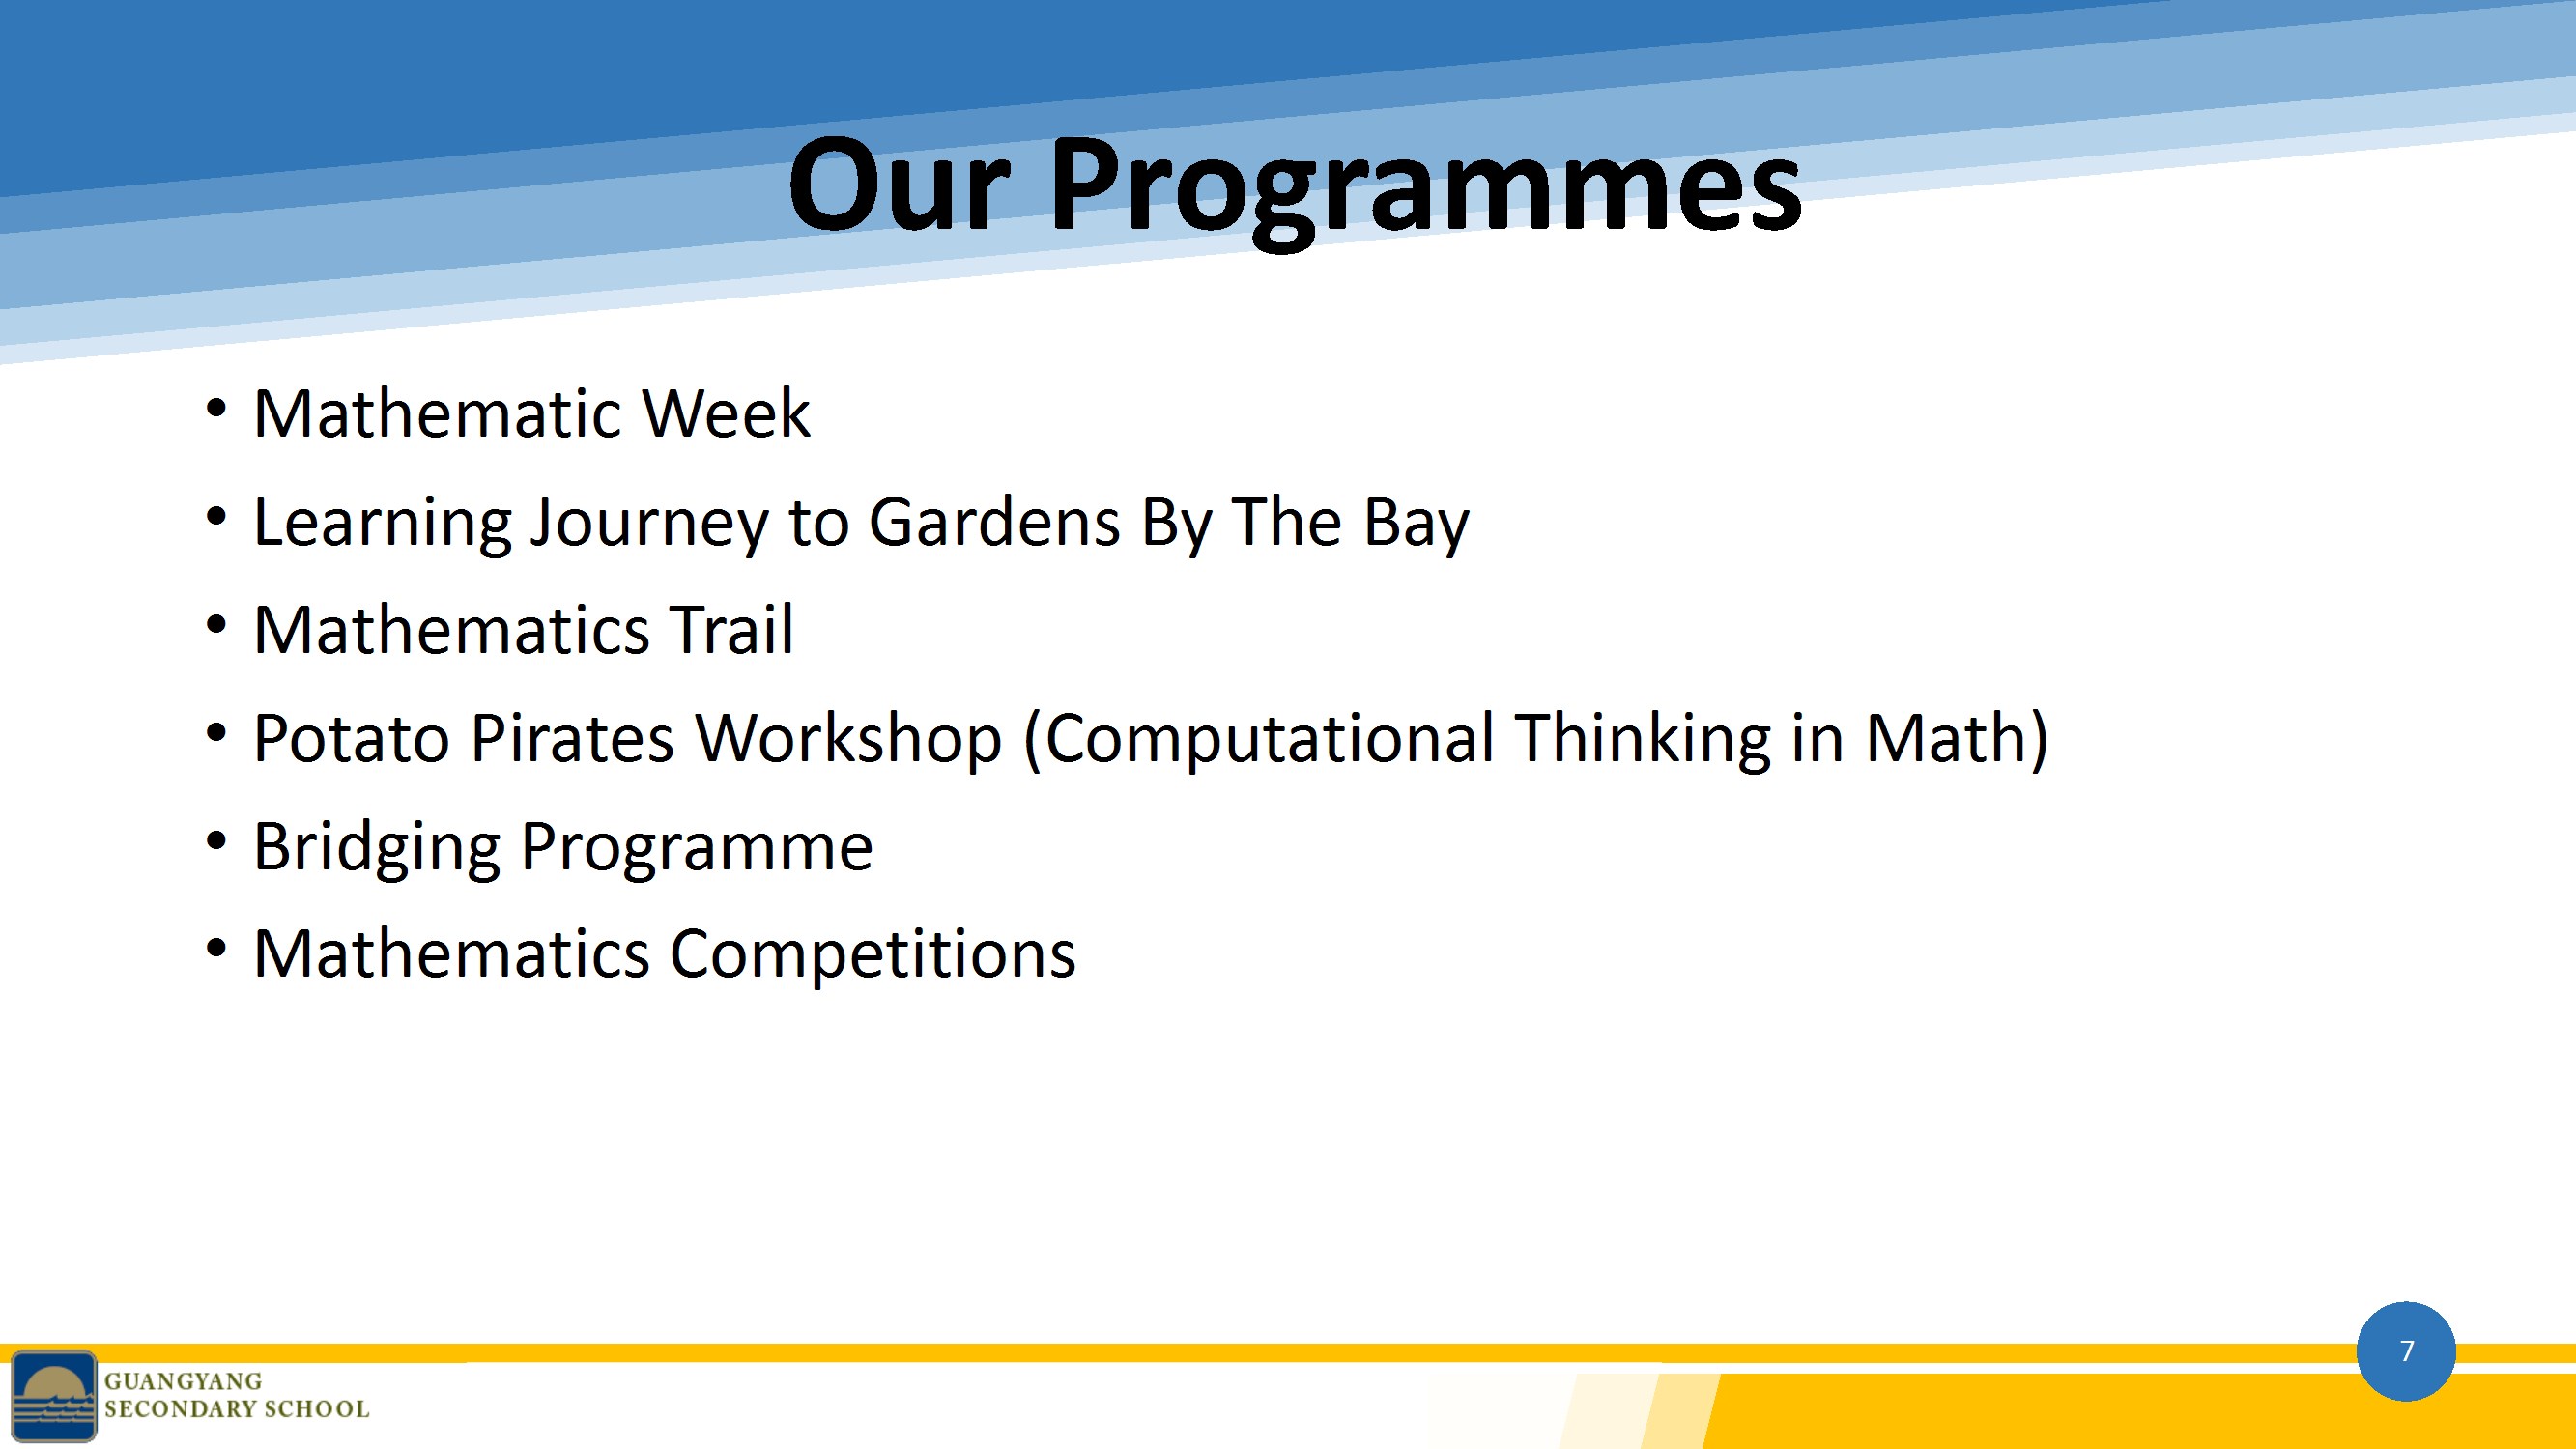 Our Programmes
• Mathematic Week
• Learning Journey to Gardens By The Bay
• Mathematics Trail
• Potato Pirates Workshop (Computational Thinking in Math)
• Bridging Programme
• Mathematics Competitions
7
GUANGYANG
SECONDARY SCHOOL